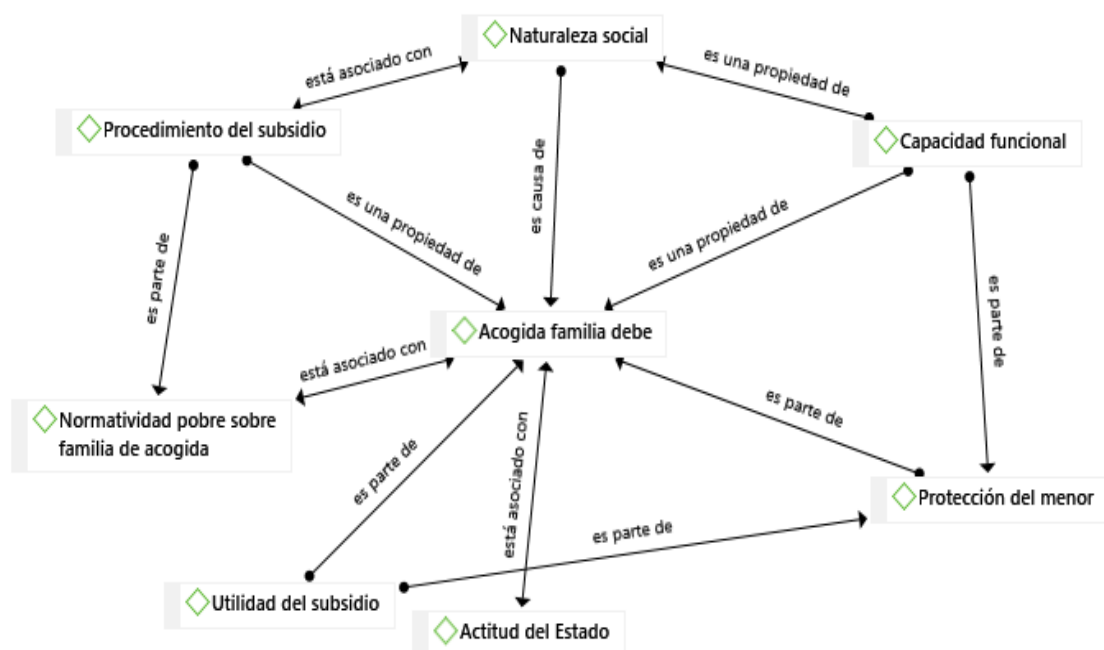 Naturaleza social
está asociado con
es una propiedad de
Procedimiento del subsidio
Capacidad funcional
es causa de
es una propiedad de
es una propiedad de
es parte de
es parte de
Acogida familia debe
está asociado con
Normatividad pobre sobre
familia de acogida
es parte de
es parte de
está asociado con
Protección del menor
es parte de
Utilidad del subsidio
Actitud del Estado